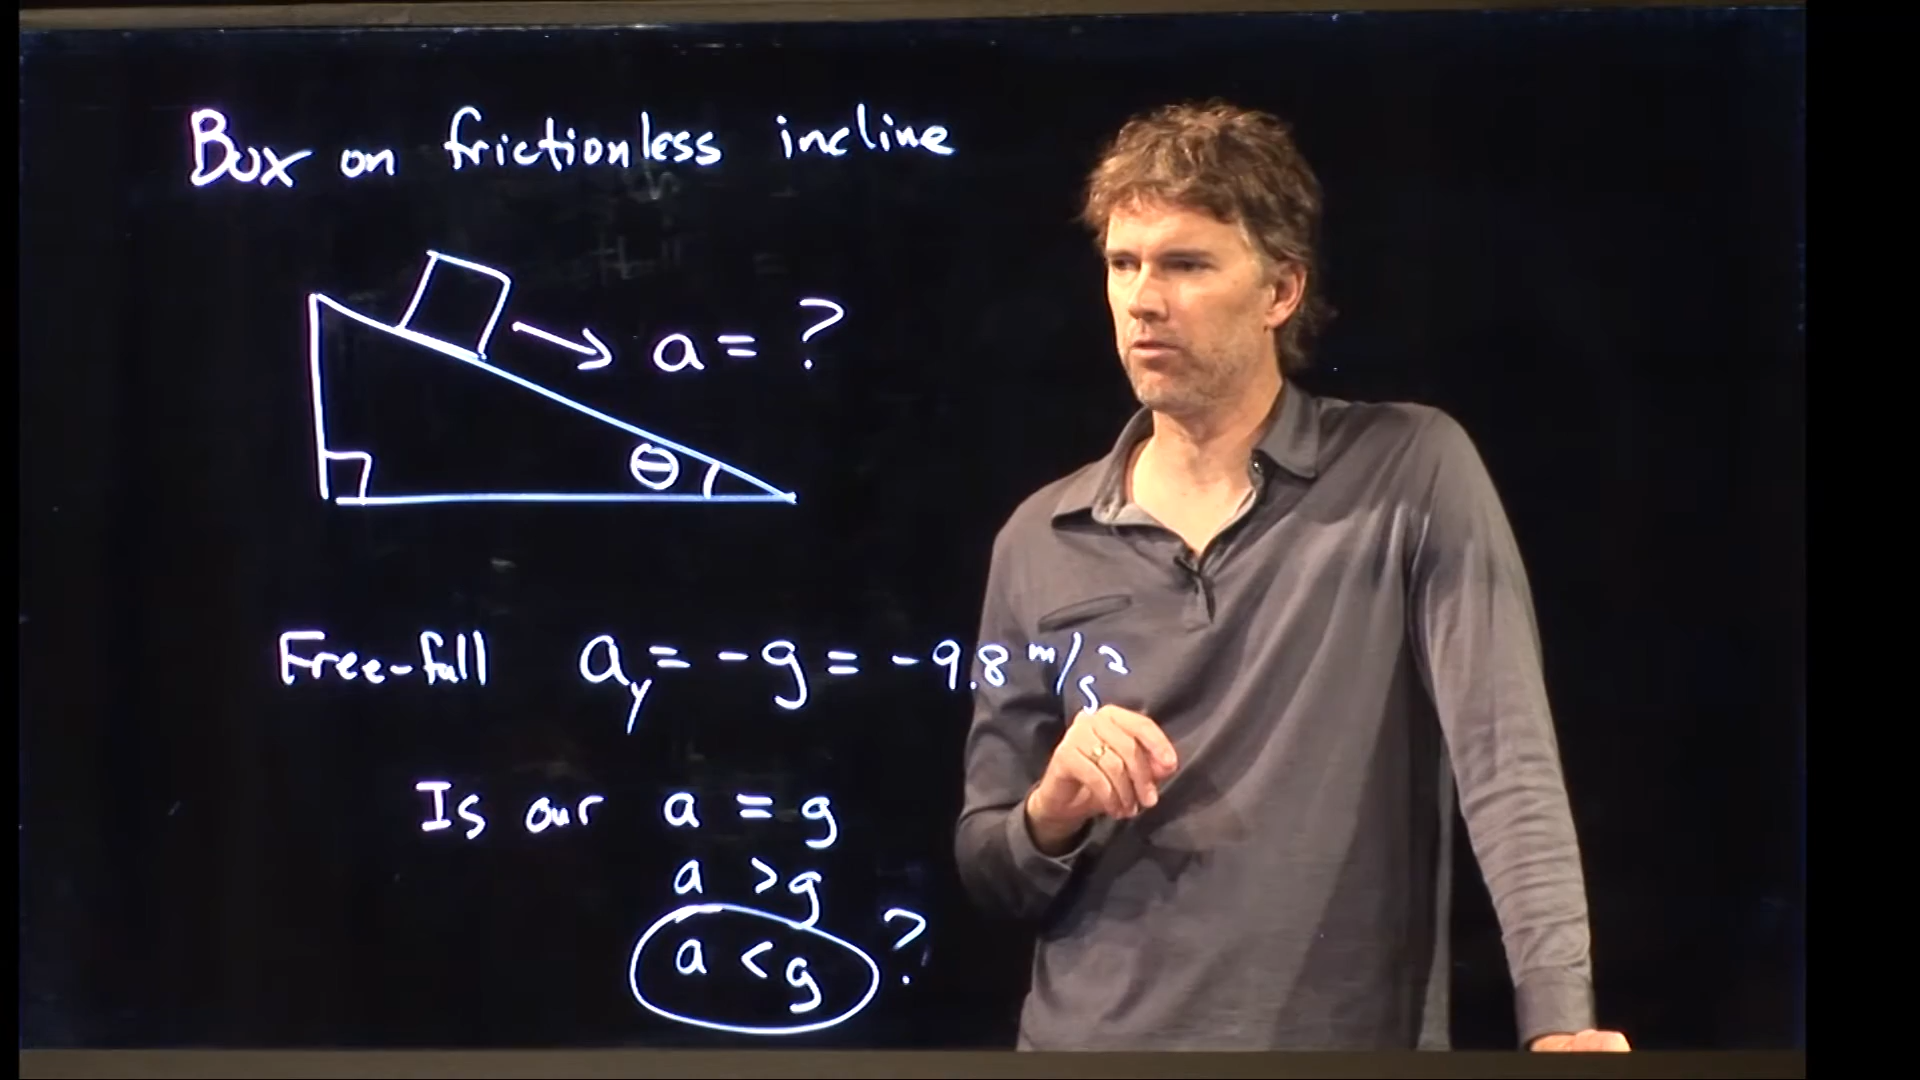 Box on frictionless incline
a = ?
θ
Free-fall a_y = -g = -9.8 m/s²
Is our a = g
a > g
a < g ?